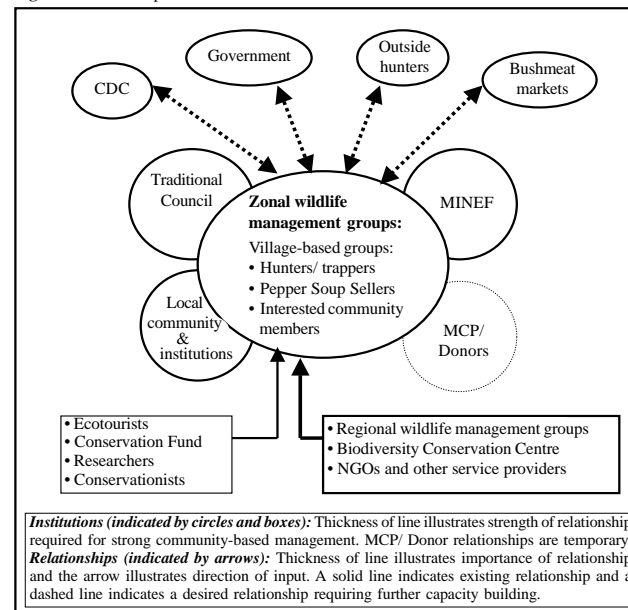 CDC
Government
Outside
hunters
Bushmeat
markets
Traditional
Council
Zonal wildlife
management groups:
Village-based groups:
• Hunters/ trappers
• Pepper Soup Sellers
• Interested community
members
MINEF
Local
community
&
institutions
MCP/
Donors
• Ecotourists
• Conservation Fund
• Researchers
• Conservationists
• Regional wildlife management groups
• Biodiversity Conservation Centre
• NGOs and other service providers
Institutions (indicated by circles and boxes): Thickness of line illustrates strength of relationship
required for strong community-based management. MCP/ Donor relationships are temporary
Relationships (indicated by arrows): Thickness of line illustrates importance of relationship
and the arrow illustrates direction of input. A solid line indicates existing relationship and a
dashed line indicates a desired relationship requiring further capacity building.